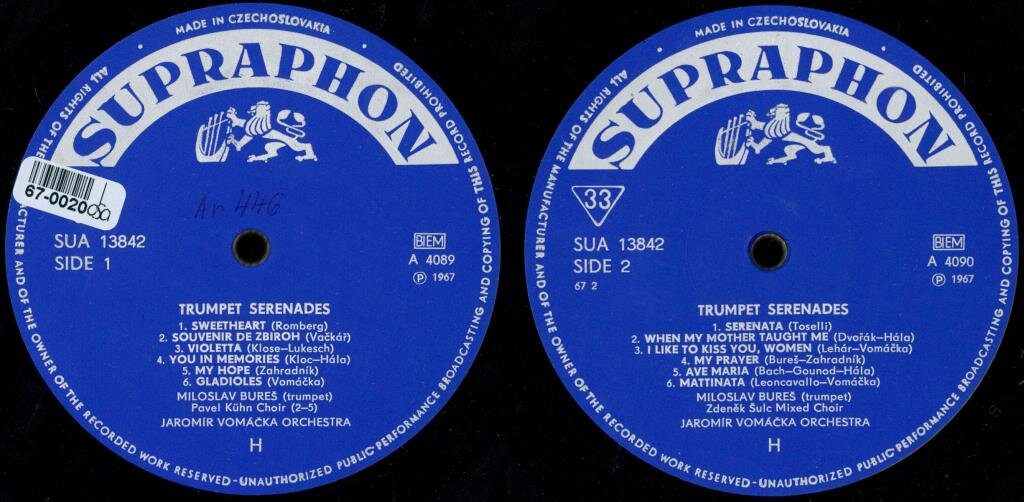 MADE IN CZECHOSLOVAKIA
SUPRAPHON
ALL RIGHTS OF THE MANUFACTURER AND OF THE OWNER OF THE RECORDED WORK RESERVED-UNAUTHORIZED PUBLIC PERFORMANCE BROADCASTING AND COPYING OF THIS RECORD PROHIBITED
67-0020
An 446
SUA 13842
SIDE 1
BIEM
A 4089
Ⓟ 1967
TRUMPET SERENADES
1. SWEETHEART (Romberg)
2. SOUVENIR DE ZBIROH (Vačkář)
3. VIOLETTA (Klose–Lukesch)
4. YOU IN MEMORIES (Kloc–Hála)
5. MY HOPE (Zahradník)
6. GLADIOLES (Vomáčka)
MILOSLAV BUREŠ (trumpet)
Pavel Kühn Choir (2–5)
JAROMÍR VOMÁČKA ORCHESTRA
H
MADE IN CZECHOSLOVAKIA
SUPRAPHON
ALL RIGHTS OF THE MANUFACTURER AND OF THE OWNER OF THE RECORDED WORK RESERVED-UNAUTHORIZED PUBLIC PERFORMANCE BROADCASTING AND COPYING OF THIS RECORD PROHIBITED
33
SUA 13842
SIDE 2
67 2
BIEM
A 4090
Ⓟ 1967
TRUMPET SERENADES
1. SERENATA (Toselli)
2. WHEN MY MOTHER TAUGHT ME (Dvořák–Hála)
3. I LIKE TO KISS YOU, WOMEN (Lehár–Vomáčka)
4. MY PRAYER (Bureš–Zahradník)
5. AVE MARIA (Bach–Gounod–Hála)
6. MATTINATA (Leoncavallo–Vomáčka)
MILOSLAV BUREŠ (trumpet)
Zdeněk Šulc Mixed Choir
JAROMÍR VOMÁČKA ORCHESTRA
H